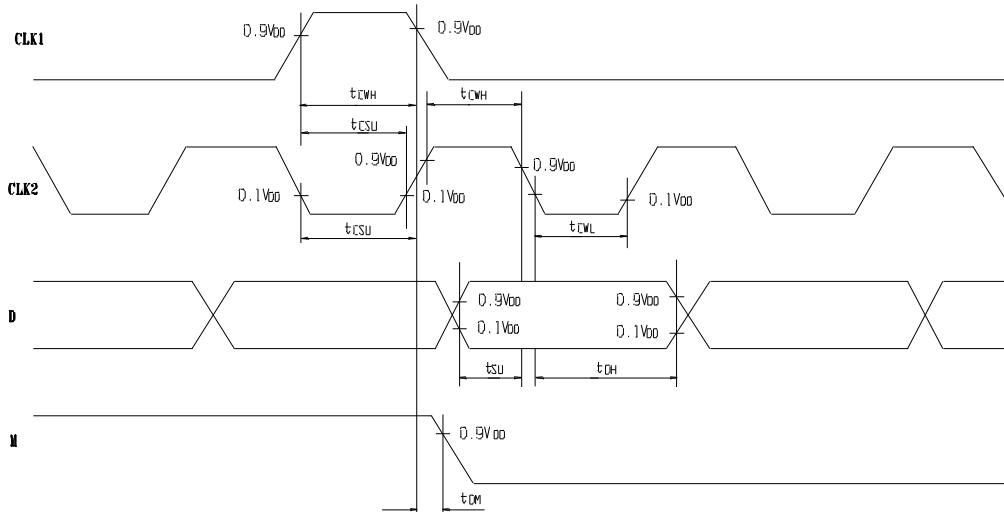 CLK1
0.9VDD
0.9VDD
tCWH
tCWH
tCSU
CLK2
0.9VDD
0.9VDD
0.1VDD
0.1VDD
0.1VDD
tCSU
tCWL
D
0.9VDD
0.9VDD
0.1VDD
0.1VDD
tSU
tDH
M
0.9VDD
tDM